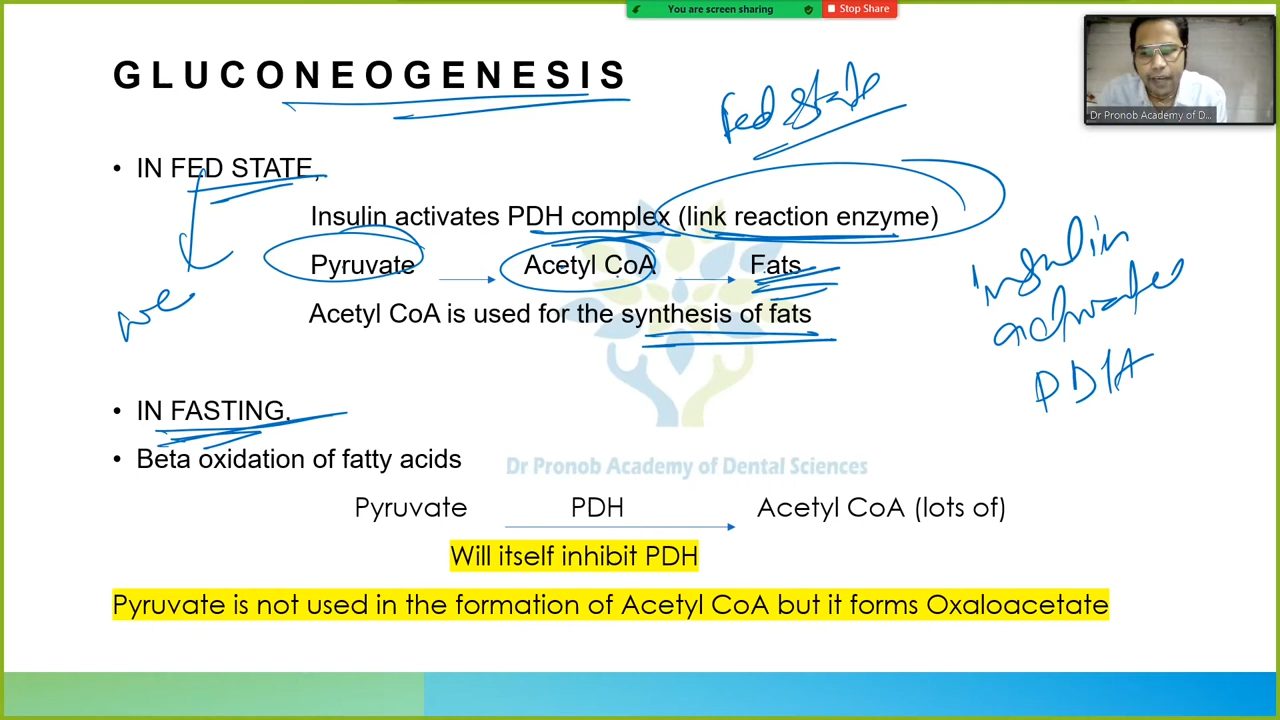 You are screen sharing
Stop Share
GLUCONEOGENESIS
Fed state
Dr Pronob Academy of D...
• IN FED STATE,
Insulin activates PDH complex (link reaction enzyme)
Pyruvate Acetyl CoA Fats
Acetyl CoA is used for the synthesis of fats
we
Insulin
activates
PDH
• IN FASTING.
• Beta oxidation of fatty acids
Dr Pronob Academy of Dental Sciences
Pyruvate PDH Acetyl CoA (lots of)
Will itself inhibit PDH
Pyruvate is not used in the formation of Acetyl CoA but it forms Oxaloacetate